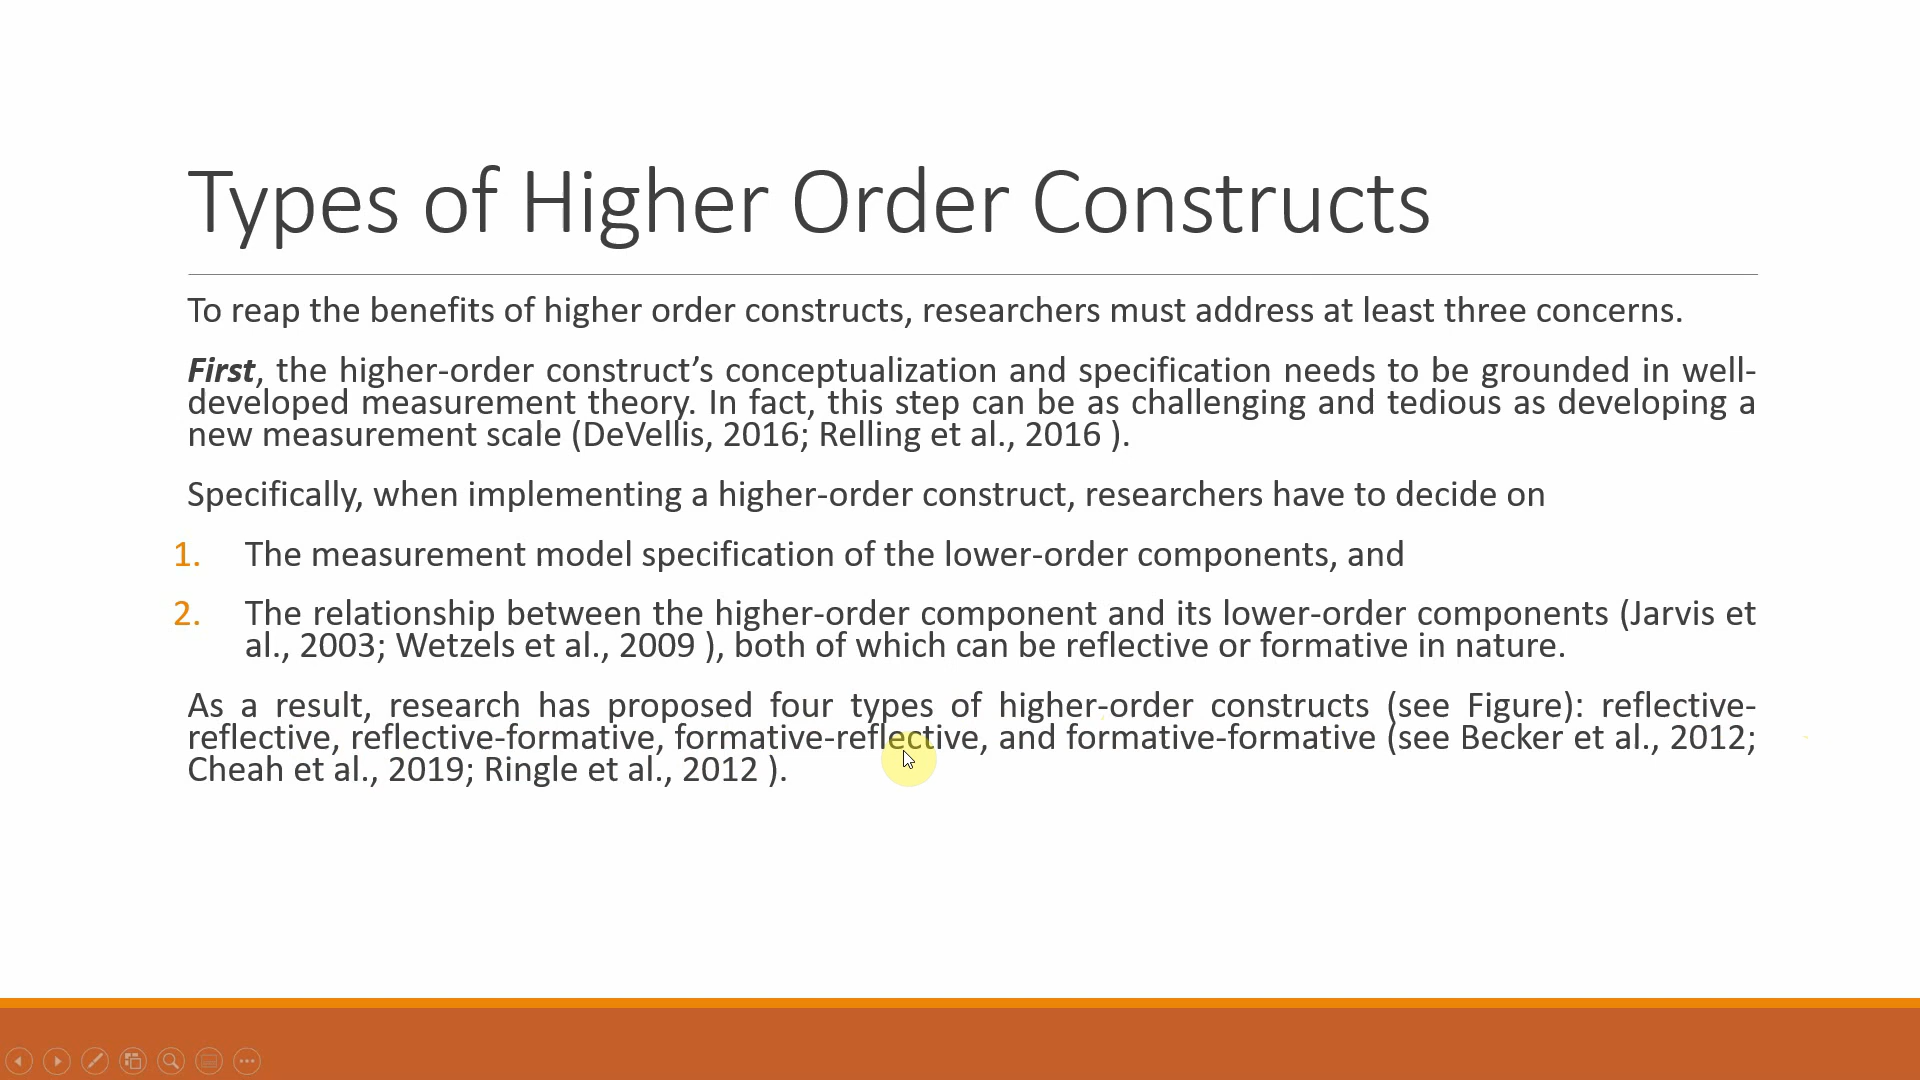 Types of Higher Order Constructs
To reap the benefits of higher order constructs, researchers must address at least three concerns.
First, the higher-order construct’s conceptualization and specification needs to be grounded in well-
developed measurement theory. In fact, this step can be as challenging and tedious as developing a
new measurement scale (DeVellis, 2016; Relling et al., 2016 ).
Specifically, when implementing a higher-order construct, researchers have to decide on
1. The measurement model specification of the lower-order components, and
2. The relationship between the higher-order component and its lower-order components (Jarvis et
al., 2003; Wetzels et al., 2009 ), both of which can be reflective or formative in nature.
As a result, research has proposed four types of higher-order constructs (see Figure): reflective-
reflective, reflective-formative, formative-reflective, and formative-formative (see Becker et al., 2012;
Cheah et al., 2019; Ringle et al., 2012 ).